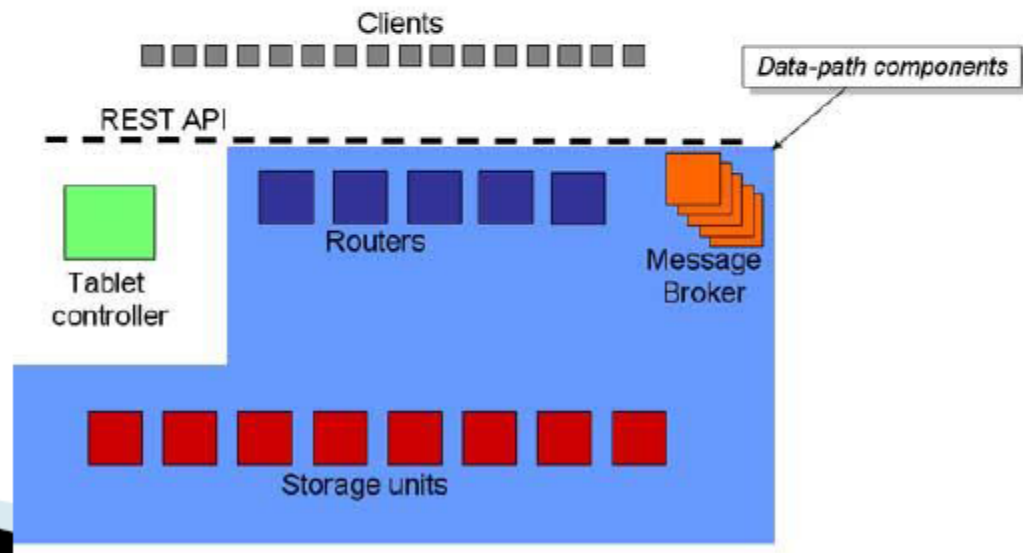 Clients
Data-path components
REST API
Routers
Message
Broker
Tablet
controller
Storage units